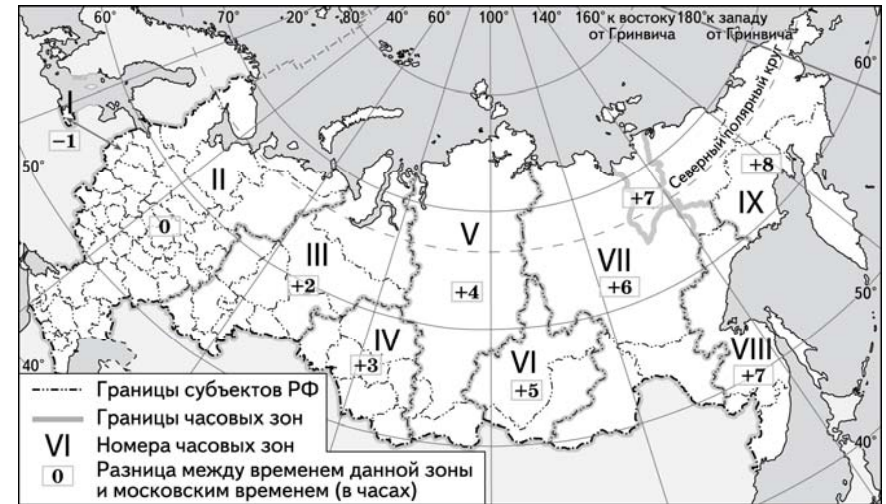 60° 40° -20° -80° 40° 60° 100° 140° 160° к востоку 180° к западу
от Гринвича от Гринвича
60°
Северный полярный круг
I
−1
50°
II
0
III
+2
IV
+3
V
+4
VI
+5
VII
+6
+7
+8
IX
VIII
+7
50°
40°
40°
Границы субъектов РФ
Границы часовых зон
VI Номера часовых зон
0 Разница между временем данной зоны
и московским временем (в часах)